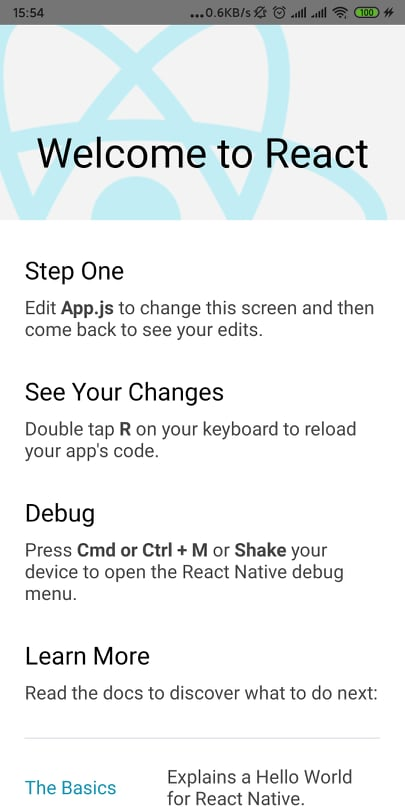 15:54
...0.6KB/s
100
Welcome to React
Step One
Edit App.js to change this screen and then
come back to see your edits.
See Your Changes
Double tap R on your keyboard to reload
your app's code.
Debug
Press Cmd or Ctrl + M or Shake your
device to open the React Native debug
menu.
Learn More
Read the docs to discover what to do next:
The Basics
Explains a Hello World
for React Native.